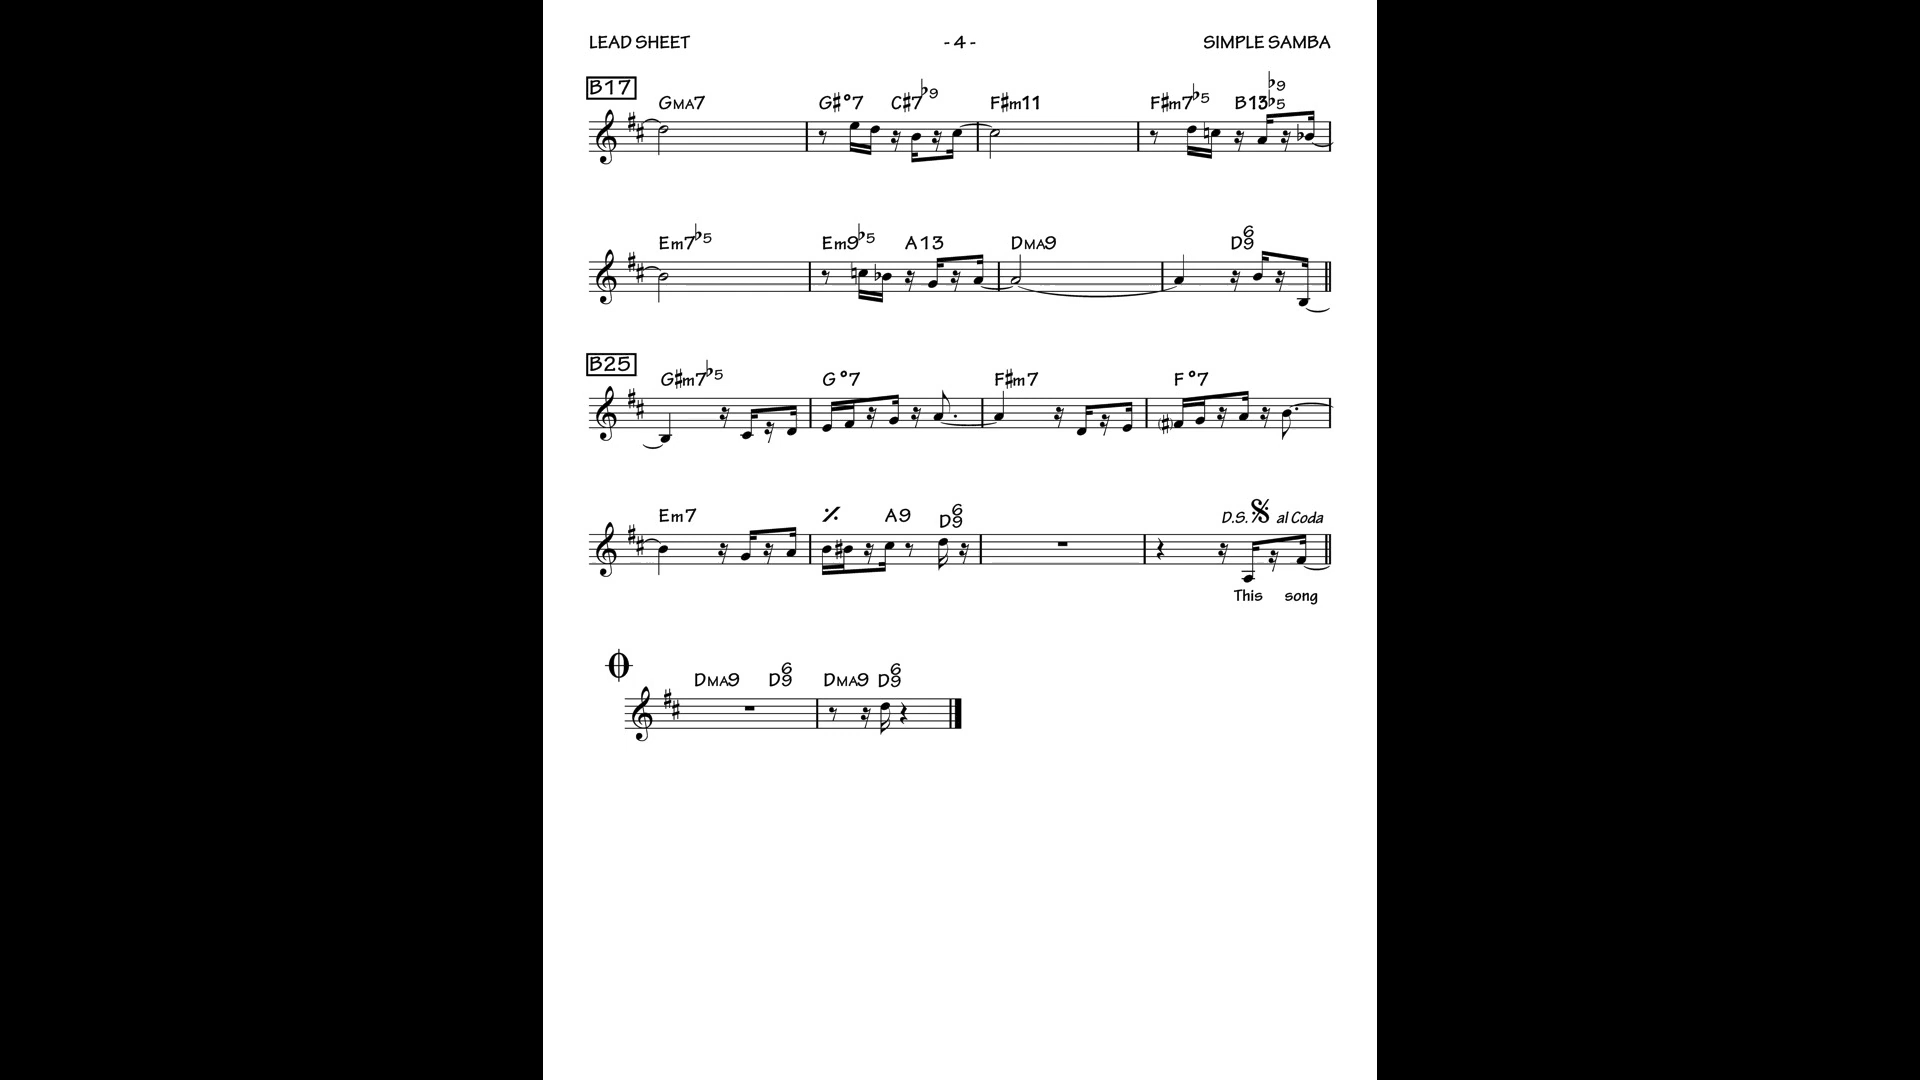 LEAD SHEET - 4 - SIMPLE SAMBA
B17
GMA7 G#°7 C#7♭9 F#m11 F#m7♭5 B13♭9♭5
Em7♭5 Em9♭5 A13 DMA9 D6/9
B25
G#m7♭5 G°7 F#m7 F°7
Em7 A9 D6/9 D.S. al Coda
This song
DMA9 D6/9 DMA9 D6/9